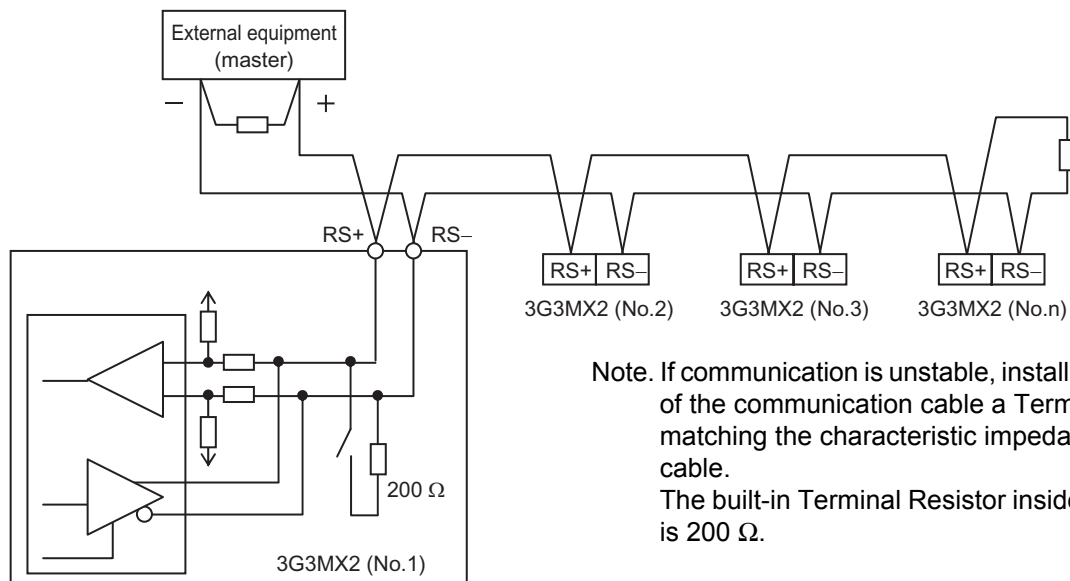 External equipment
(master)
− +
RS+ RS−
RS+ RS−
RS+ RS−
RS+ RS−
3G3MX2 (No.2)
3G3MX2 (No.3)
3G3MX2 (No.n)
200 Ω
3G3MX2 (No.1)
Note. If communication is unstable, install
of the communication cable a Term
matching the characteristic impeda
cable.
The built-in Terminal Resistor inside
is 200 Ω.